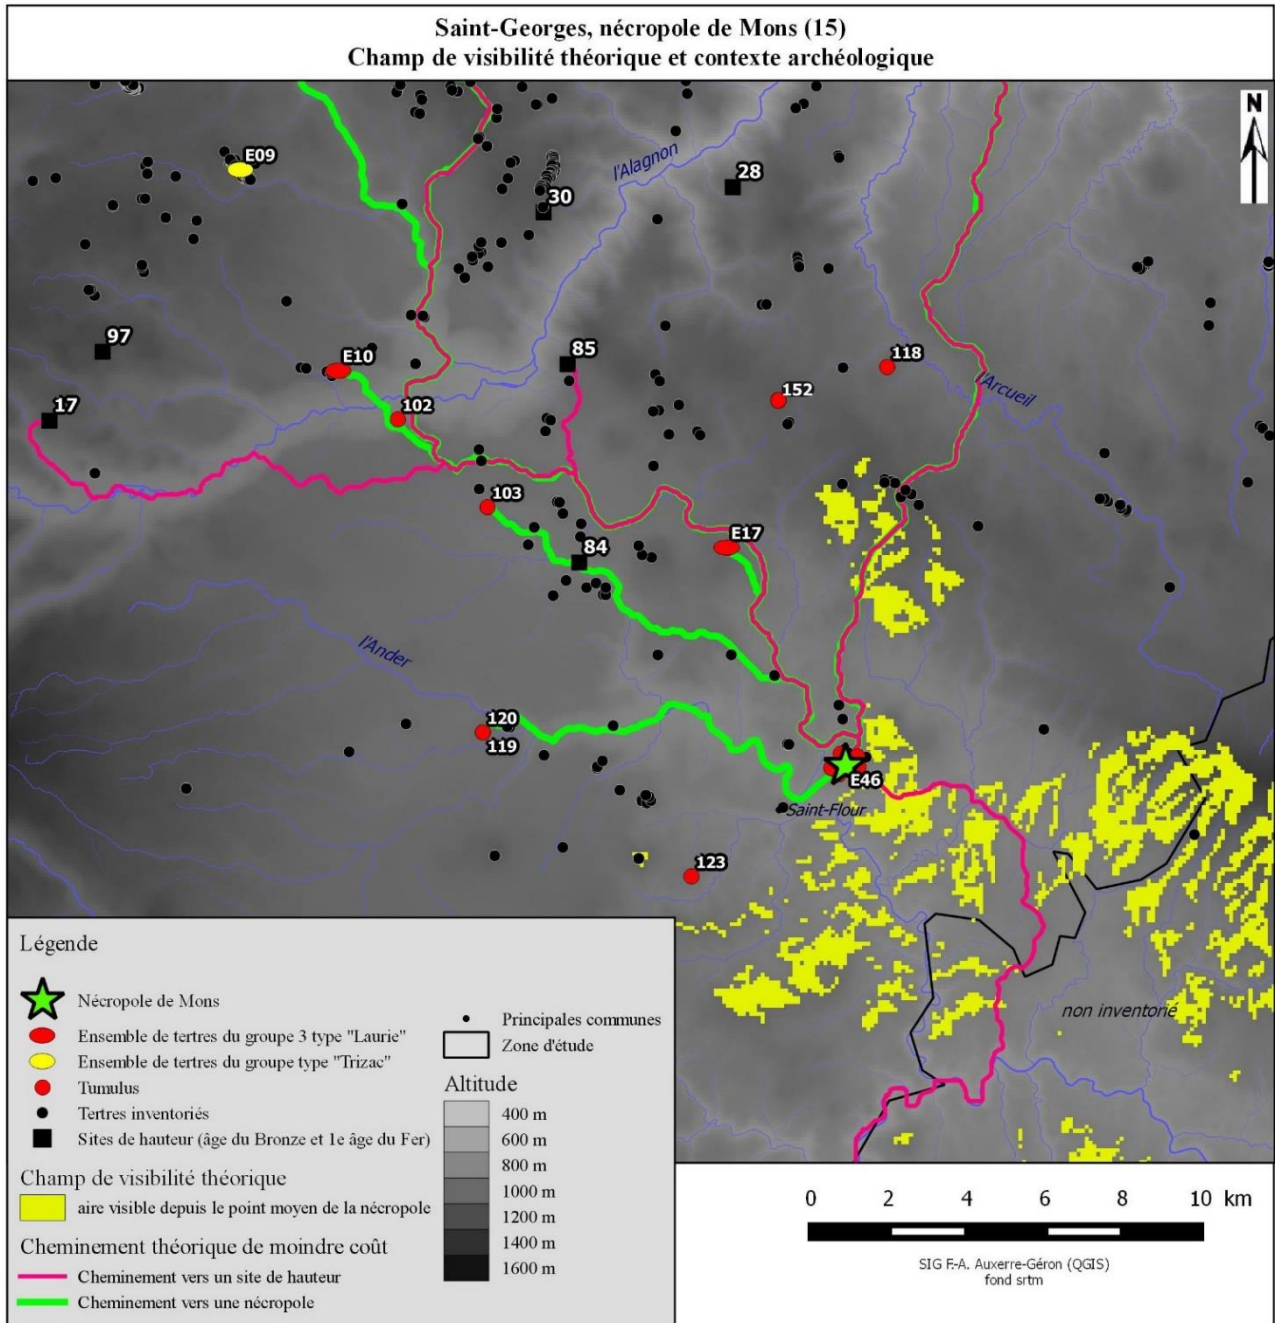 Saint-Georges, nécropole de Mons (15)
Champ de visibilité théorique et contexte archéologique
N
E09
l'Alagnon
28
30
97
E10
85
118
17
102
152
l'Arcueil
103
E17
84
l'Ander
120
119
E46
Saint-Flour
123
non inventorié
Légende
Nécropole de Mons
Ensemble de tertres du groupe 3 type "Laurie"
Ensemble de tertres du groupe type "Trizac"
Tumulus
Tertres inventoriés
Sites de hauteur (âge du Bronze et 1e âge du Fer)
Champ de visibilité théorique
aire visible depuis le point moyen de la nécropole
Cheminement théorique de moindre coût
Cheminement vers un site de hauteur
Cheminement vers une nécropole
Principales communes
Zone d'étude
Altitude
400 m
600 m
800 m
1000 m
1200 m
1400 m
1600 m
0 2 4 6 8 10 km
SIG F.-A. Auxerre-Géron (QGIS)
fond srtm